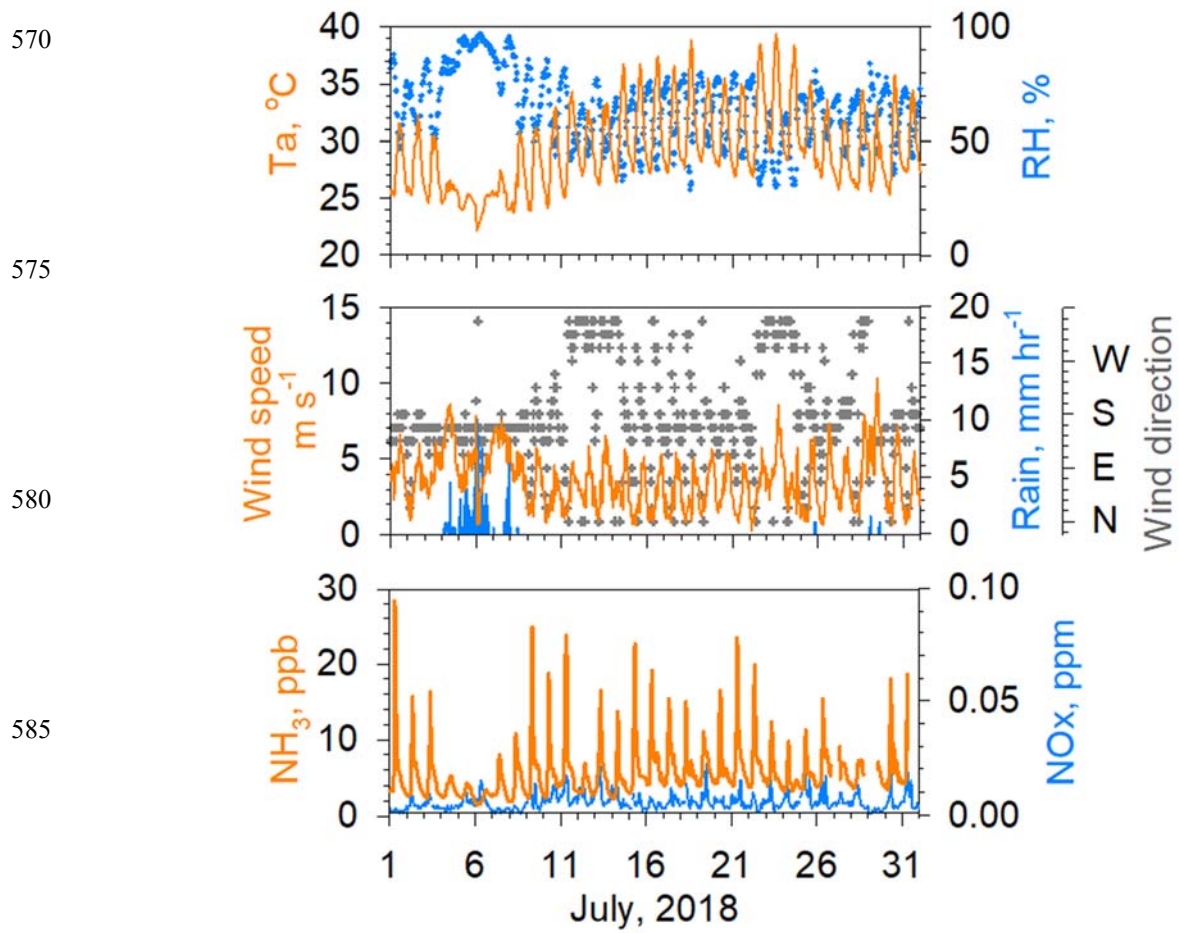 570
575
580
585
Ta, °C
40
35
30
25
20
100
50
0
RH, %
Wind speed
m s⁻¹
15
10
5
0
20
15
10
5
0
Rain, mm hr⁻¹
W
S
E
N
Wind direction
NH₃, ppb
30
20
10
0
0.10
0.05
0.00
NOx, ppm
1 6 11 16 21 26 31
July, 2018